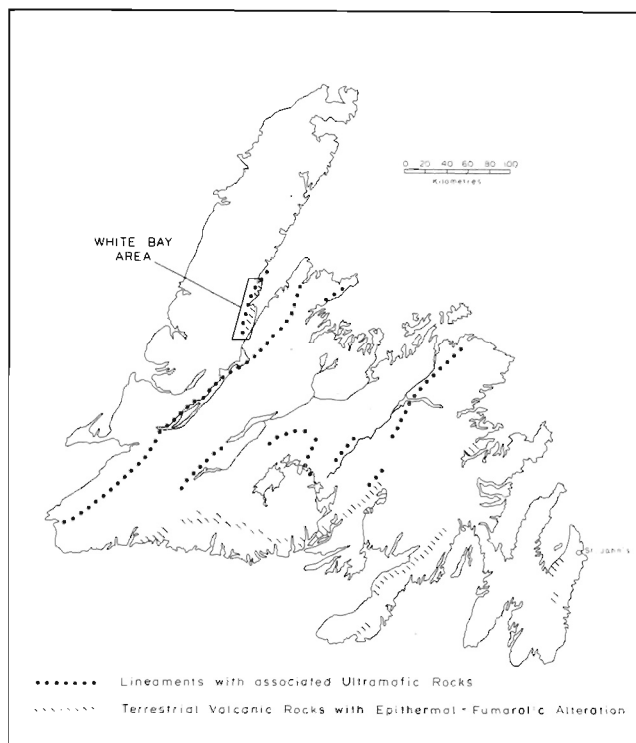 0 20 40 60 80 100
Kilometres
WHITE BAY
AREA
St. John's
Lineaments with associated Ultramafic Rocks
Terrestrial Volcanic Rocks with Epithermal - Fumarolic Alteration